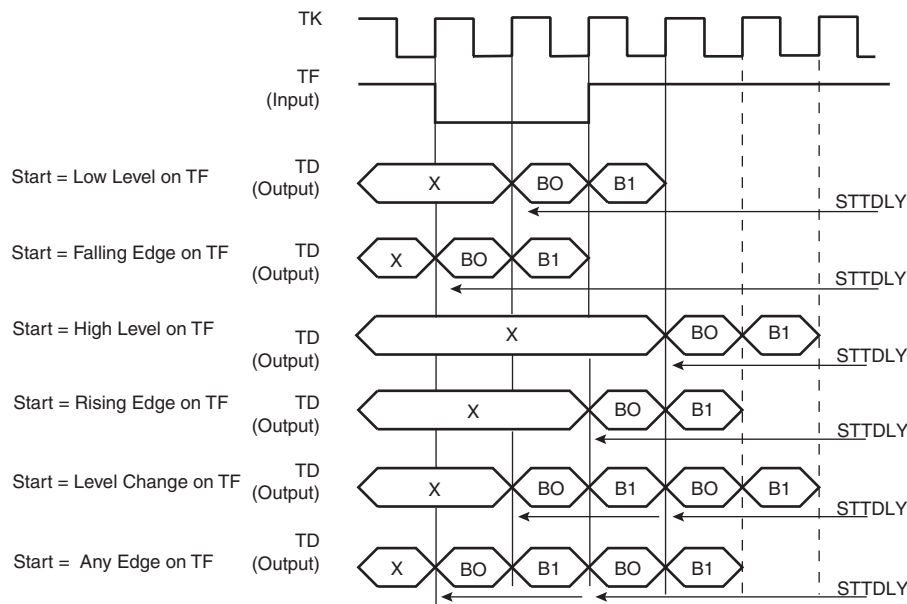 TK
TF
(Input)
Start = Low Level on TF
TD
(Output)
X
BO
B1
STTDLY
Start = Falling Edge on TF
TD
(Output)
X
BO
B1
STTDLY
Start = High Level on TF
TD
(Output)
X
BO
B1
STTDLY
Start = Rising Edge on TF
TD
(Output)
X
BO
B1
STTDLY
Start = Level Change on TF
TD
(Output)
X
BO
B1
BO
B1
STTDLY
Start = Any Edge on TF
TD
(Output)
X
BO
B1
BO
B1
STTDLY